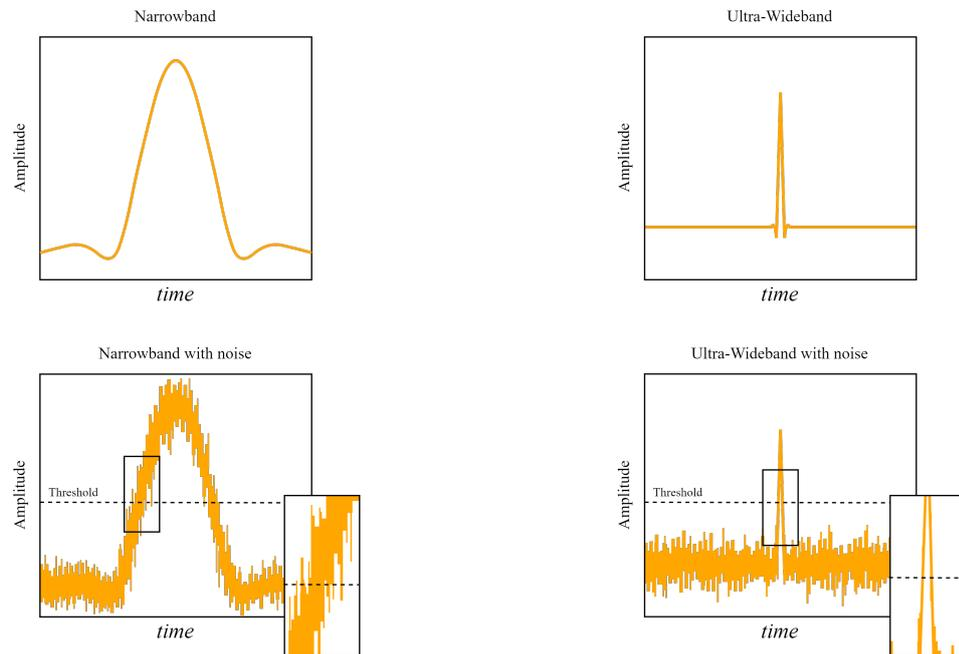 Narrowband
Ultra-Wideband
Amplitude
Amplitude
time
time
Narrowband with noise
Ultra-Wideband with noise
Amplitude
Threshold
Amplitude
Threshold
time
time